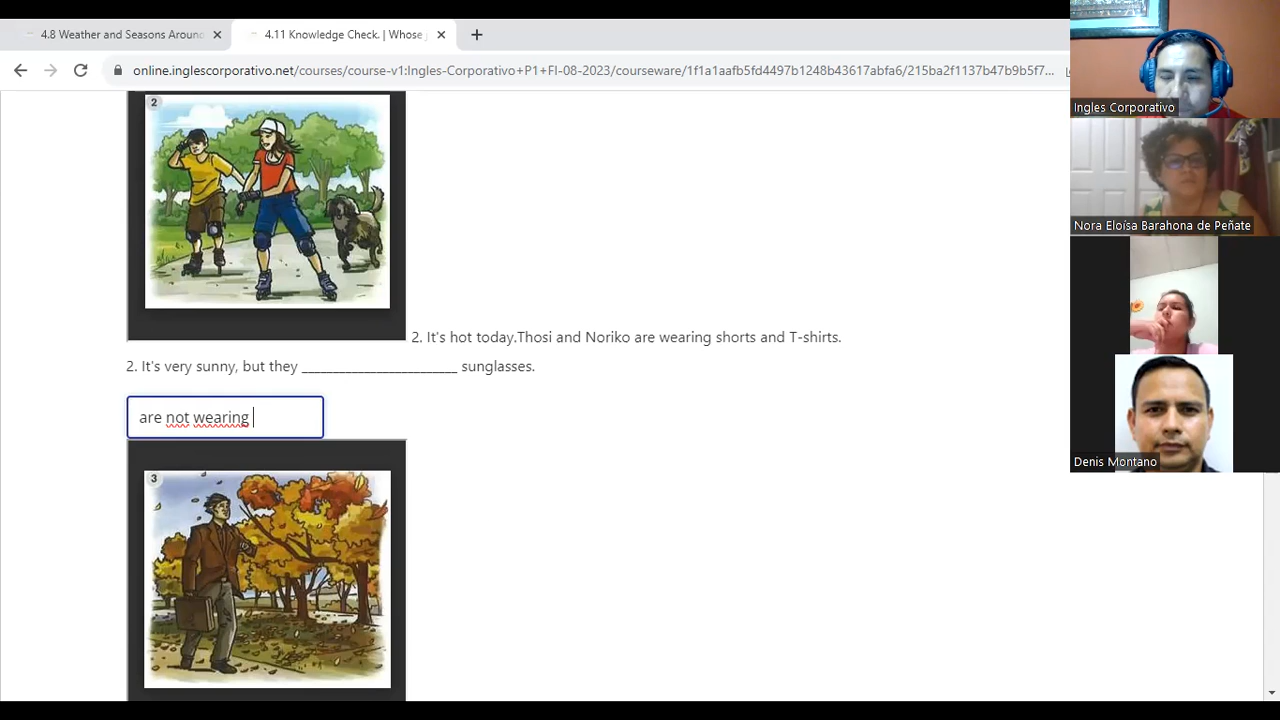 4.8 Weather and Seasons Around
4.11 Knowledge Check. | Whose
online.inglescorporativo.net/courses/course-v1:Ingles-Corporativo+P1+FI-08-2023/courseware/1f1a1aafb5fd4497b1248b43617abfa6/215ba2f1137b47b9b5f7...
Ingles Corporativo
2
Nora Eloísa Barahona de Peñate
2. It's hot today.Thosi and Noriko are wearing shorts and T-shirts.
2. It's very sunny, but they ________________________ sunglasses.
are not wearing
Denis Montano
3